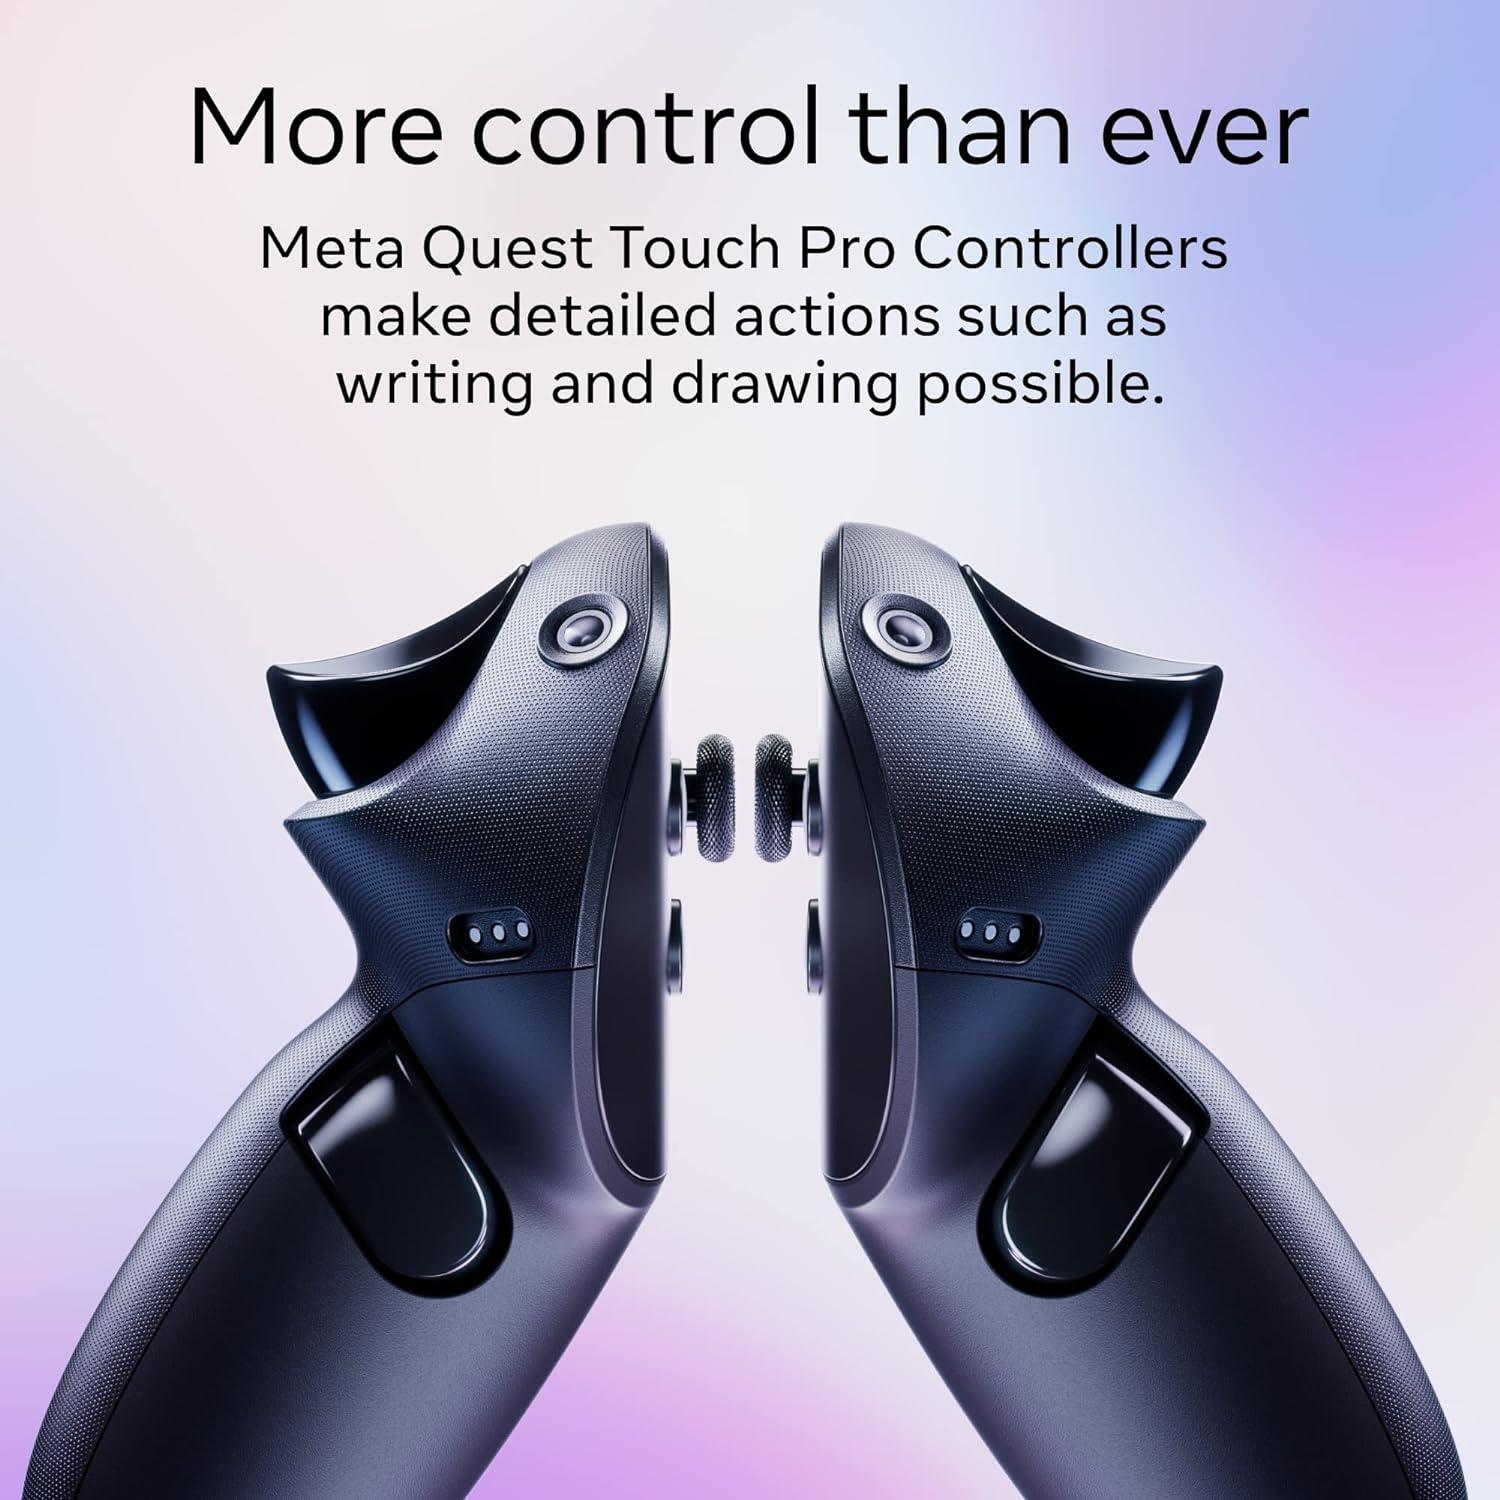 More control than ever
Meta Quest Touch Pro Controllers
make detailed actions such as
writing and drawing possible.